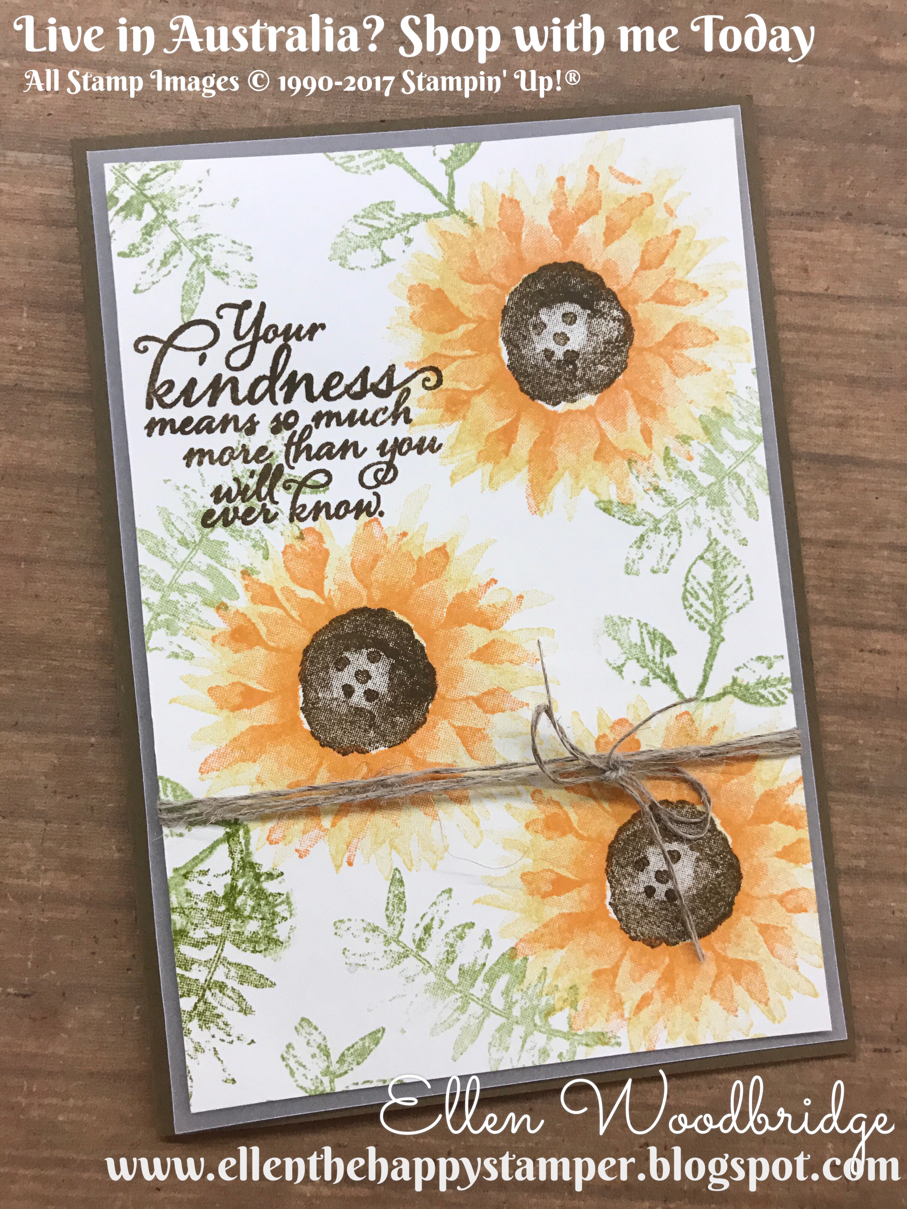 Live in Australia? Shop with me Today
All Stamp Images © 1990-2017 Stampin' Up!®
Your
kindness
means so much
more than you
will
ever know.
Ellen Woodbridge
www.ellenthehappystamper.blogspot.com